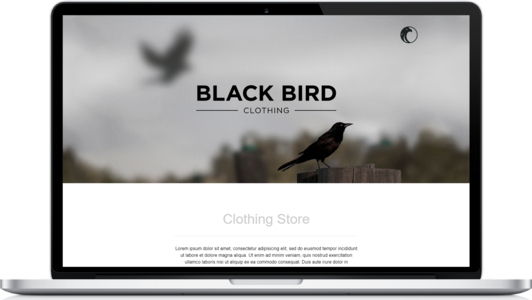 BLACK BIRD
CLOTHING
Clothing Store
Lorem ipsum dolor sit amet, consectetur adipisicing elit, sed do eiusmod tempor incididunt ut
labore et dolore magna aliqua. Ut enim ad minim veniam, quis nostrud exercitation
ullamco laboris nisi ut aliquip ex ea commodo consequat. Duis aute irure dolor in